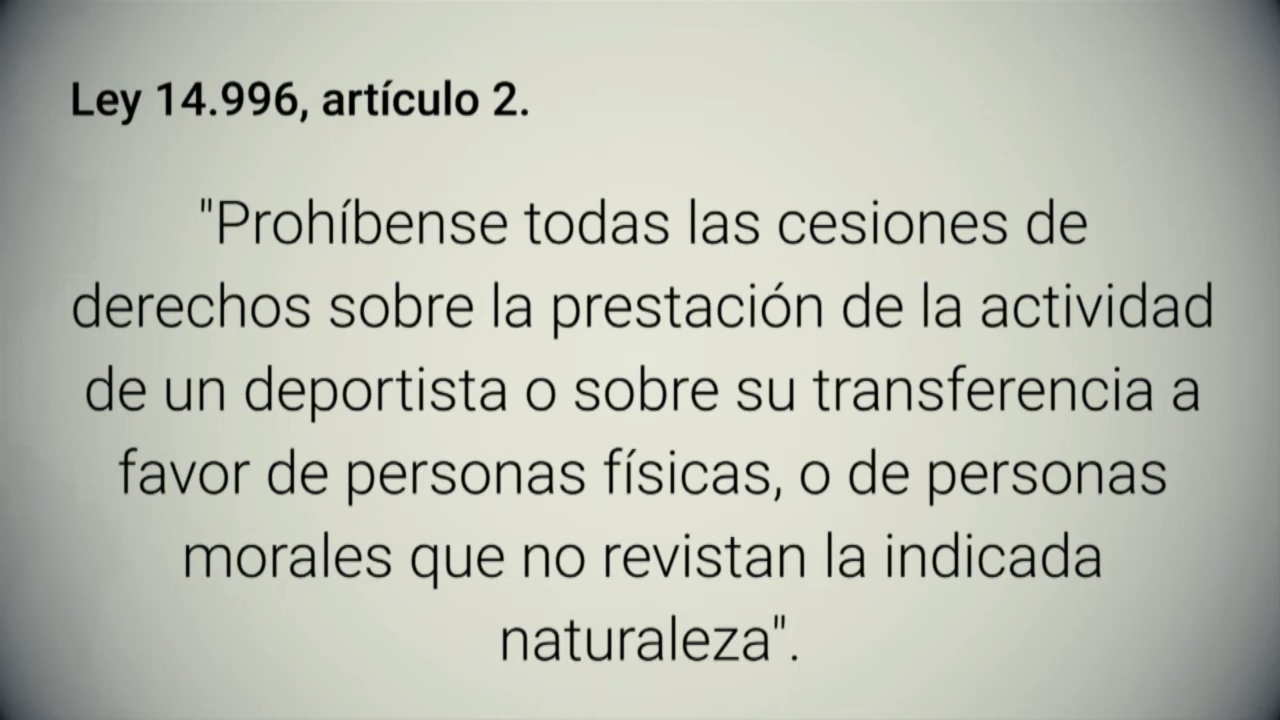 Ley 14.996, artículo 2.
"Prohíbense todas las cesiones de
derechos sobre la prestación de la actividad
de un deportista o sobre su transferencia a
favor de personas físicas, o de personas
morales que no revistan la indicada
naturaleza".